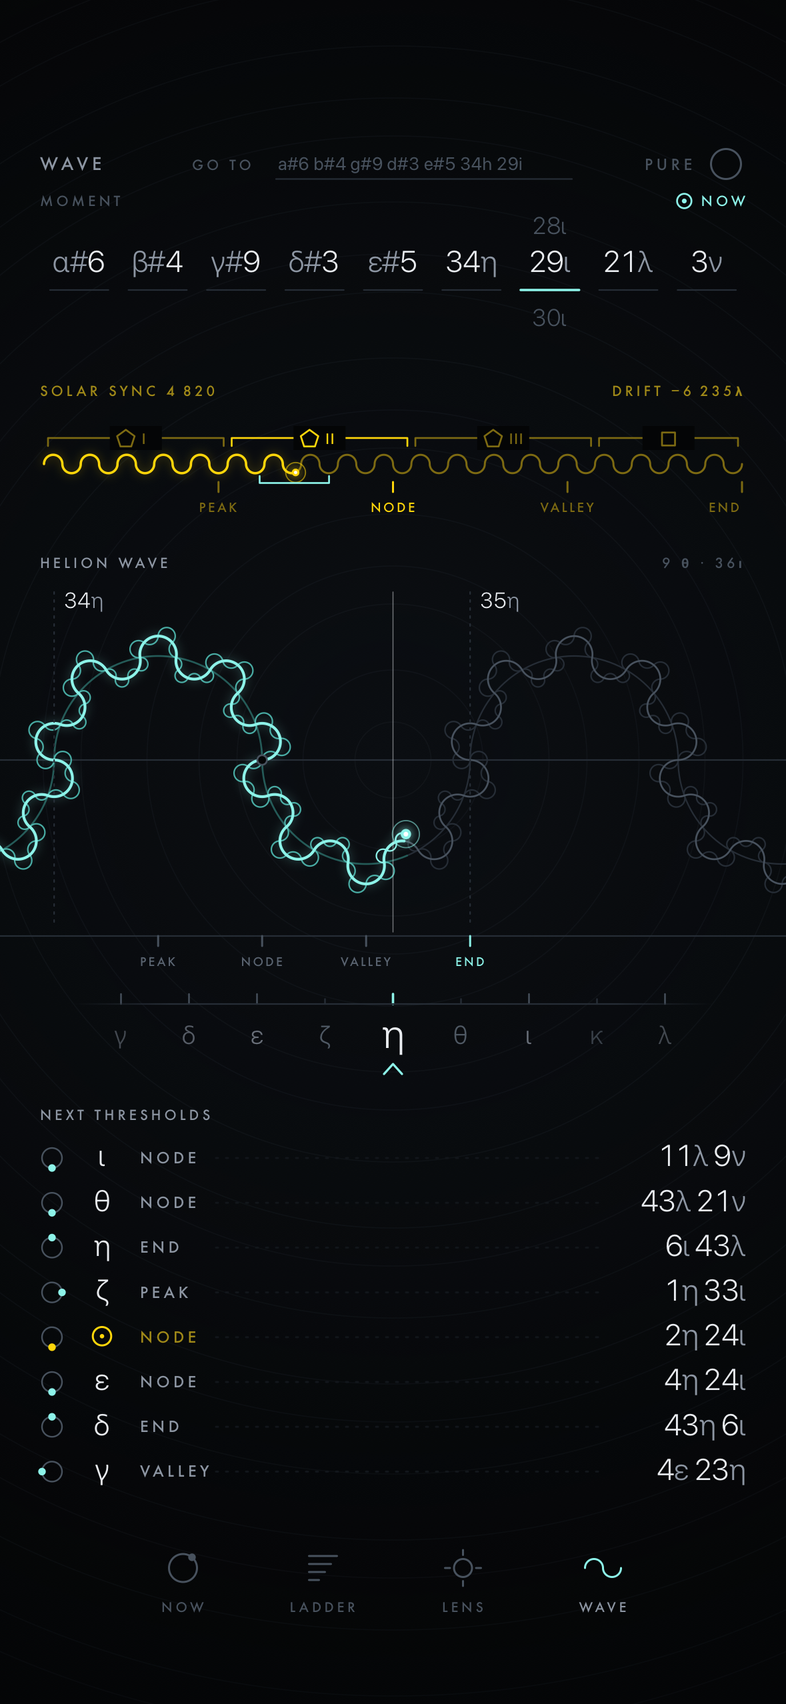 WAVE GO TO a#6 b#4 g#9 d#3 e#5 34h 29i PURE
MOMENT NOW
28ι
α#6 β#4 γ#9 δ#3 ε#5 34η 29ι 21λ 3ν
30ι
SOLAR SYNC 4 820 DRIFT −6 235λ
I II III
PEAK NODE VALLEY END
HELION WAVE 9 θ · 36ι
34η 35η
PEAK NODE VALLEY END
γ δ ε ζ η θ ι κ λ
NEXT THRESHOLDS
ι NODE 11λ 9ν
θ NODE 43λ 21ν
η END 6ι 43λ
ζ PEAK 1η 33ι
NODE 2η 24ι
ε NODE 4η 24ι
δ END 43η 6ι
γ VALLEY 4ε 23η
NOW LADDER LENS WAVE